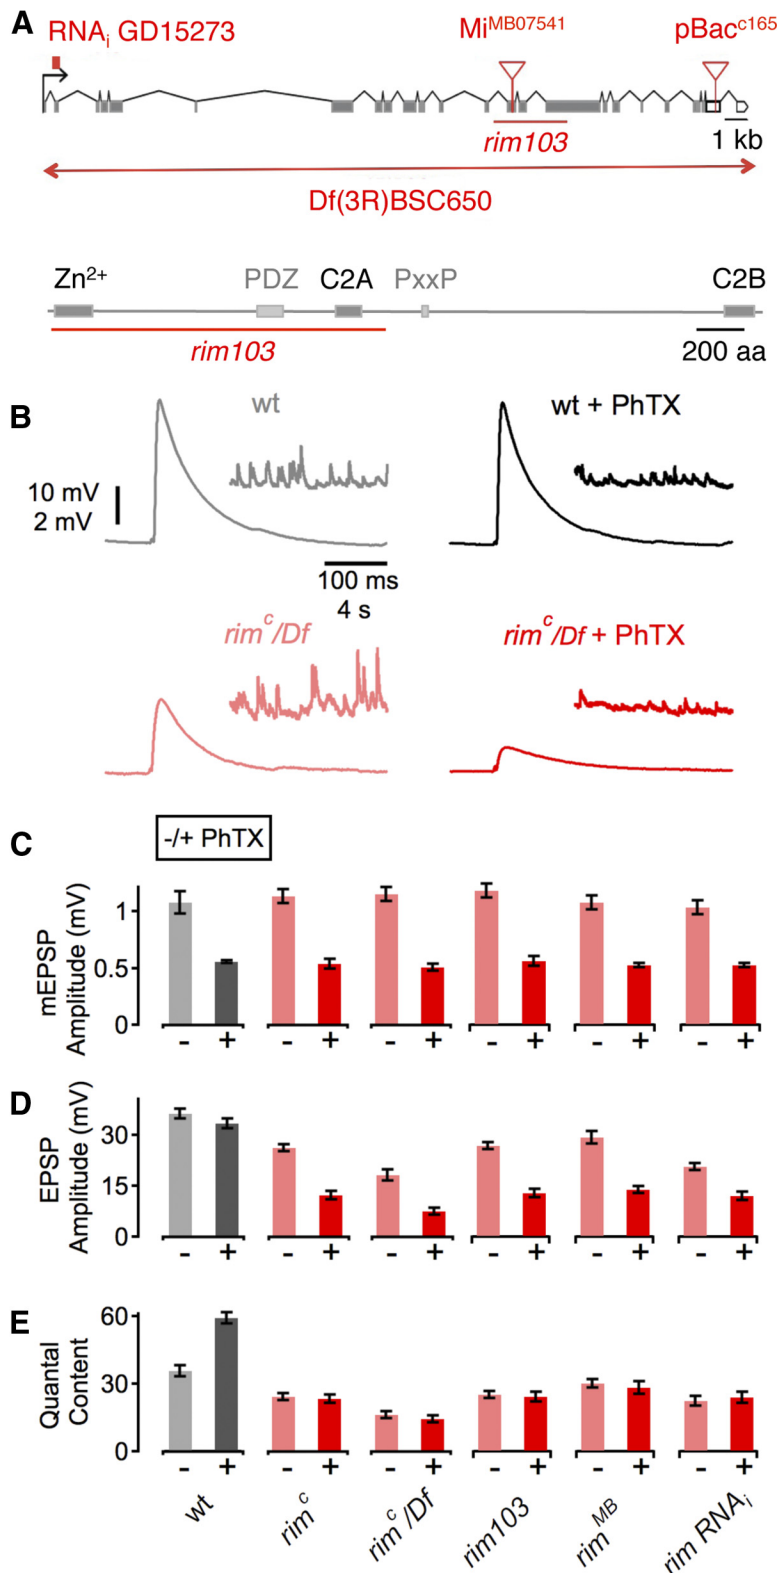 A
RNAi GD15273
MiMB07541
pBacc165
rim103
1 kb
Df(3R)BSC650
Zn2+
PDZ
C2A
PxxP
C2B
rim103
200 aa
B
wt
wt + PhTX
10 mV
2 mV
100 ms
4 s
rimc/Df
rimc/Df + PhTX
C
-/+ PhTX
mEPSP
Amplitude (mV)
1
0.5
0
- + - + - + - + - + - +
D
EPSP
Amplitude (mV)
30
15
0
- + - + - + - + - + - +
E
Quantal
Content
60
30
0
- + - + - + - + - + - +
wt
rimc
rimc/Df
rim103
rimMB
rim RNAi